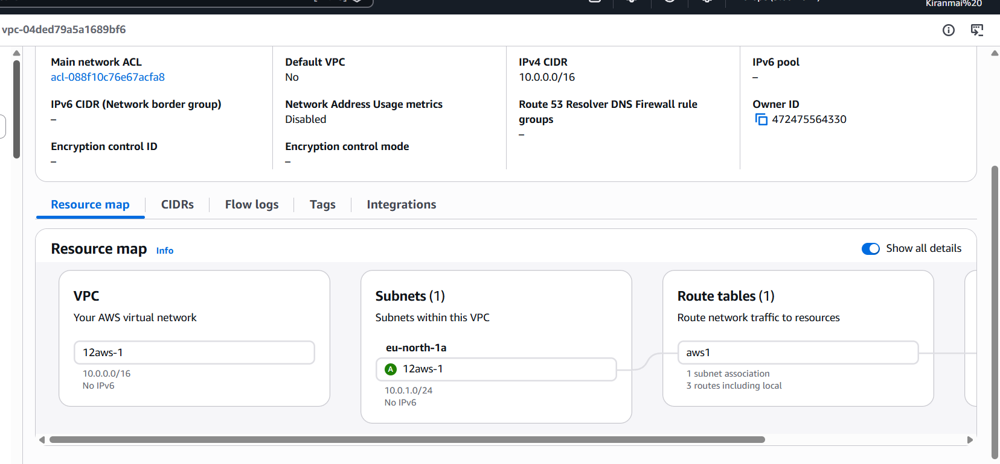 Kiranmai%20
vpc-04ded79a5a1689bf6
Main network ACL
acl-088f10c76e67acfa8
Default VPC
No
IPv4 CIDR
10.0.0.0/16
IPv6 pool
–
IPv6 CIDR (Network border group)
–
Network Address Usage metrics
Disabled
Route 53 Resolver DNS Firewall rule
groups
–
Owner ID
472475564330
Encryption control ID
–
Encryption control mode
–
Resource map
CIDRs
Flow logs
Tags
Integrations
Resource map Info
Show all details
VPC
Your AWS virtual network
12aws-1
10.0.0.0/16
No IPv6
Subnets (1)
Subnets within this VPC
eu-north-1a
A 12aws-1
10.0.1.0/24
No IPv6
Route tables (1)
Route network traffic to resources
aws1
1 subnet association
3 routes including local